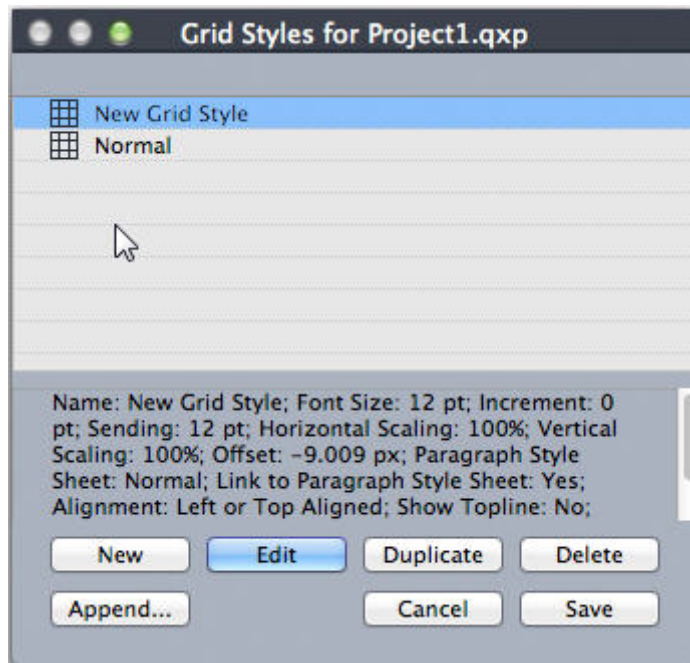 Grid Styles for Project1.qxp
New Grid Style
Normal
Name: New Grid Style; Font Size: 12 pt; Increment: 0
pt; Sending: 12 pt; Horizontal Scaling: 100%; Vertical
Scaling: 100%; Offset: -9.009 px; Paragraph Style
Sheet: Normal; Link to Paragraph Style Sheet: Yes;
Alignment: Left or Top Aligned; Show Topline: No;
New Edit Duplicate Delete
Append... Cancel Save